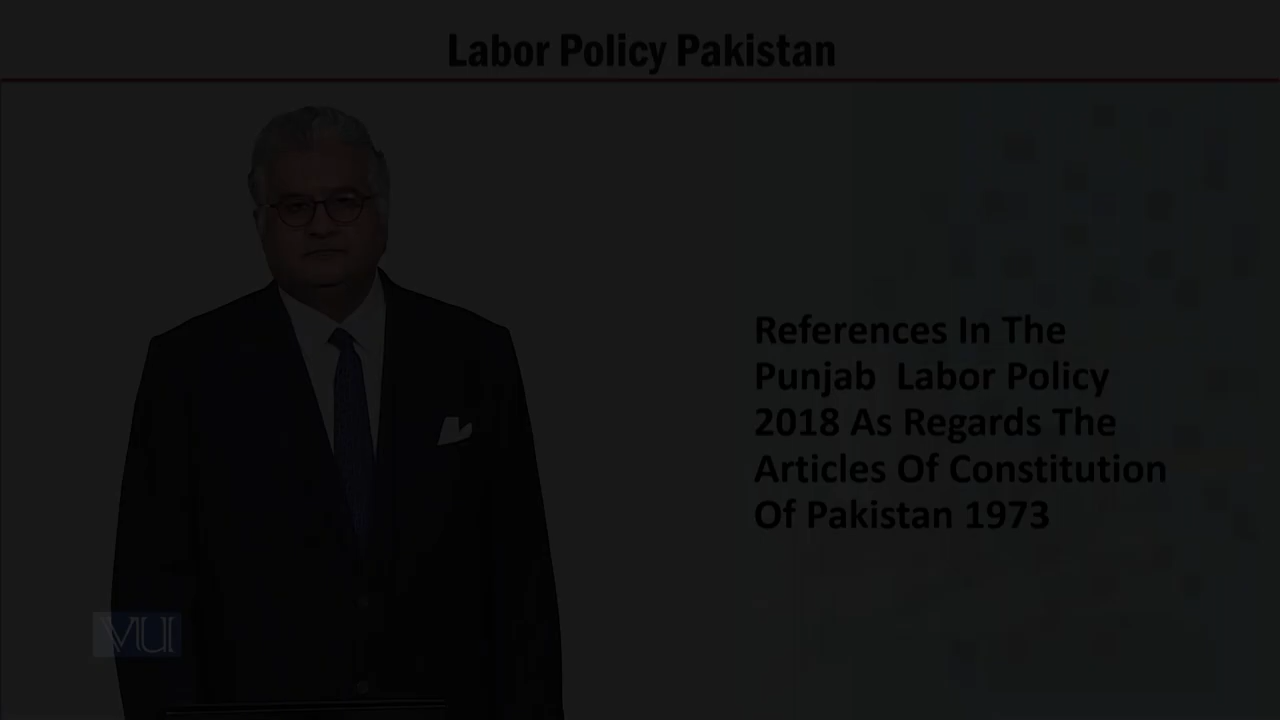 Labor Policy Pakistan
References In The
Punjab Labor Policy
2018 As Regards The
Articles Of Constitution
Of Pakistan 1973
VU